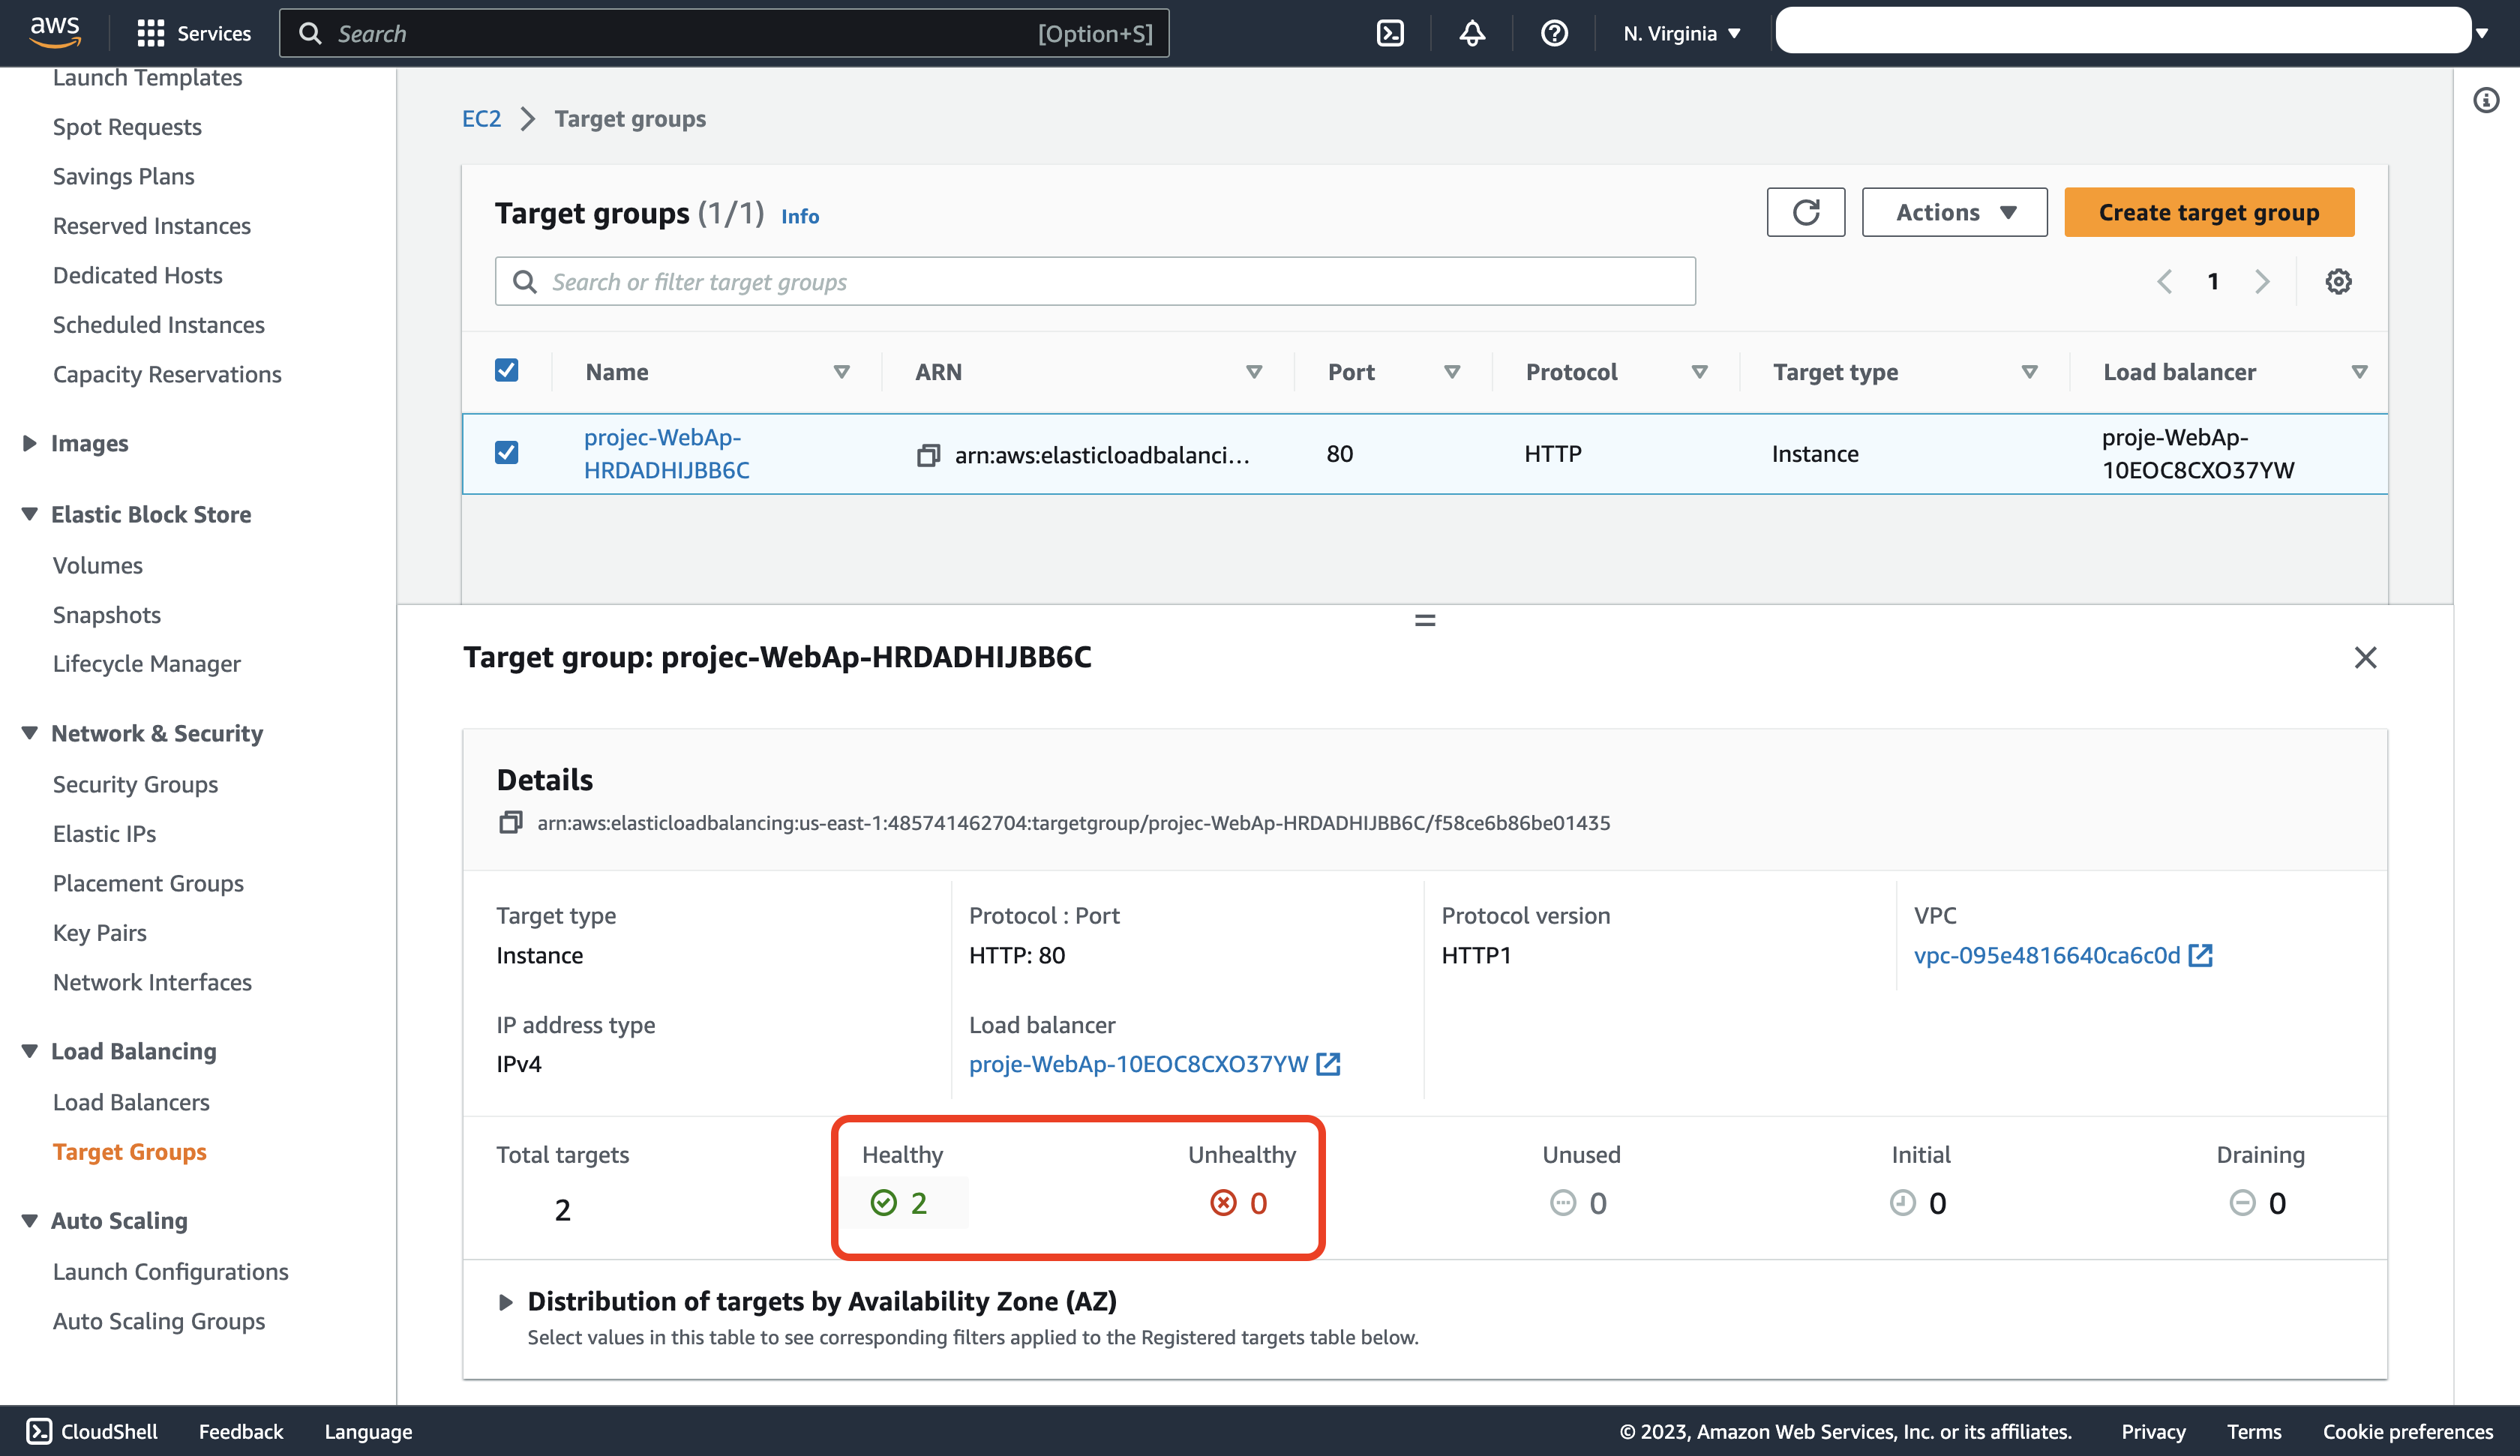 aws
Services
Search
[Option+S]
N. Virginia
Launch Templates
Spot Requests
Savings Plans
Reserved Instances
Dedicated Hosts
Scheduled Instances
Capacity Reservations
Images
Elastic Block Store
Volumes
Snapshots
Lifecycle Manager
Network & Security
Security Groups
Elastic IPs
Placement Groups
Key Pairs
Network Interfaces
Load Balancing
Load Balancers
Target Groups
Auto Scaling
Launch Configurations
Auto Scaling Groups
EC2 Target groups
Target groups (1/1) Info
Actions
Create target group
Search or filter target groups
1
Name ARN Port Protocol Target type Load balancer
projec-WebAp-
HRDADHIJBB6C
arn:aws:elasticloadbalanci...
80
HTTP
Instance
proje-WebAp-
10EOC8CXO37YW
Target group: projec-WebAp-HRDADHIJBB6C
Details
arn:aws:elasticloadbalancing:us-east-1:485741462704:targetgroup/projec-WebAp-HRDADHIJBB6C/f58ce6b86be01435
Target type
Instance
Protocol : Port
HTTP: 80
Protocol version
HTTP1
VPC
vpc-095e4816640ca6c0d
IP address type
IPv4
Load balancer
proje-WebAp-10EOC8CXO37YW
Total targets
2
Healthy
2
Unhealthy
0
Unused
0
Initial
0
Draining
0
Distribution of targets by Availability Zone (AZ)
Select values in this table to see corresponding filters applied to the Registered targets table below.
CloudShell Feedback Language
© 2023, Amazon Web Services, Inc. or its affiliates. Privacy Terms Cookie preferences